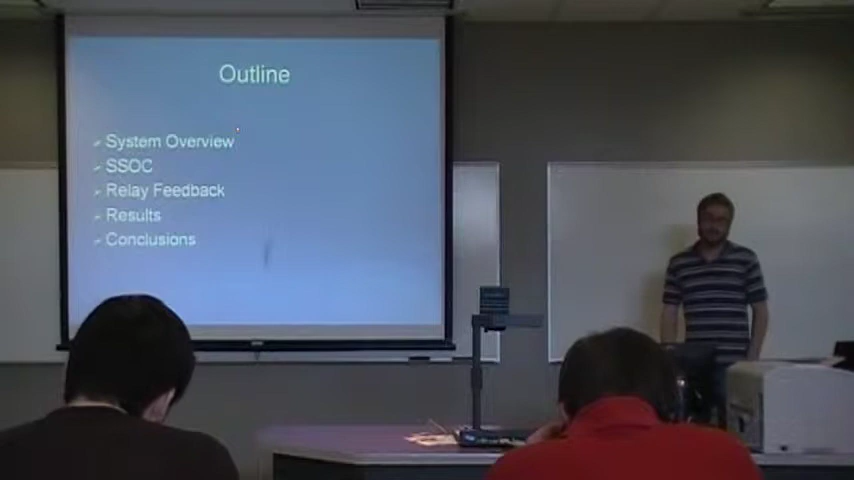 Outline
System Overview
SSOC
Relay Feedback
Results
Conclusions